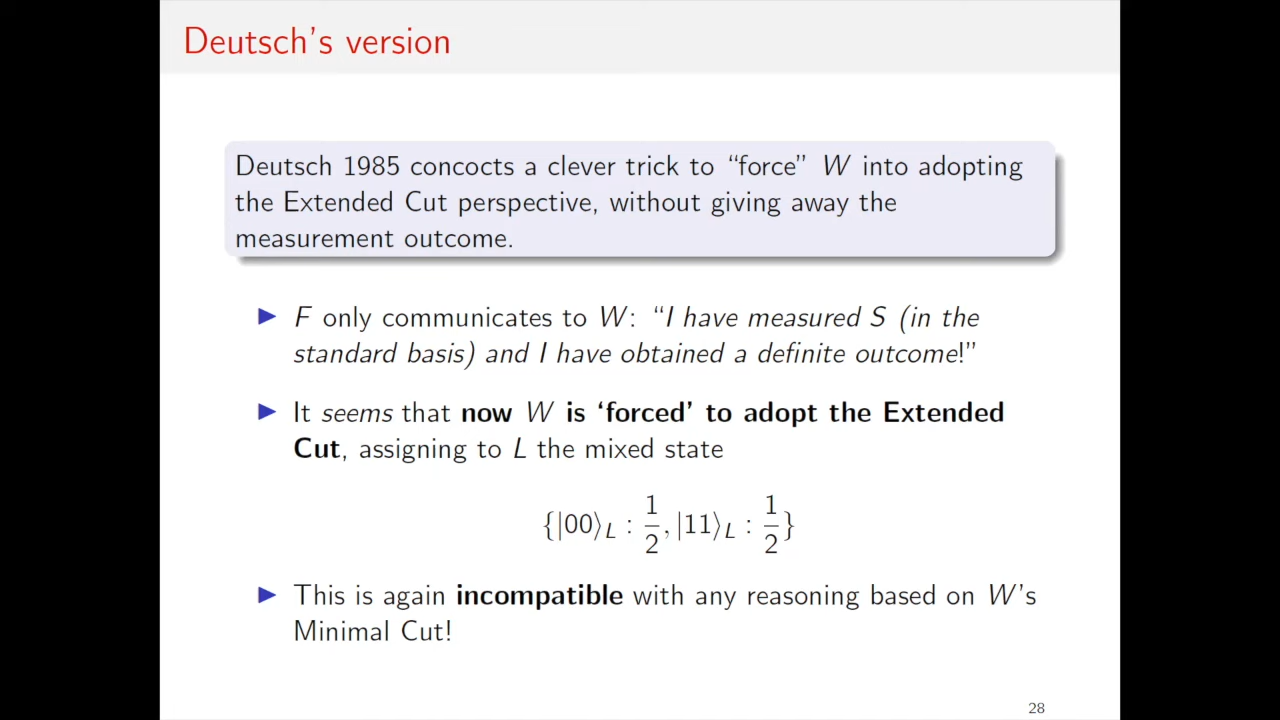 Deutsch's version
Deutsch 1985 concocts a clever trick to “force” W into adopting
the Extended Cut perspective, without giving away the
measurement outcome.
▶ F only communicates to W: “I have measured S (in the
standard basis) and I have obtained a definite outcome!”
▶ It seems that now W is ‘forced’ to adopt the Extended
Cut, assigning to L the mixed state
{|00⟩_L : 1/2, |11⟩_L : 1/2}
▶ This is again incompatible with any reasoning based on W's
Minimal Cut!
28